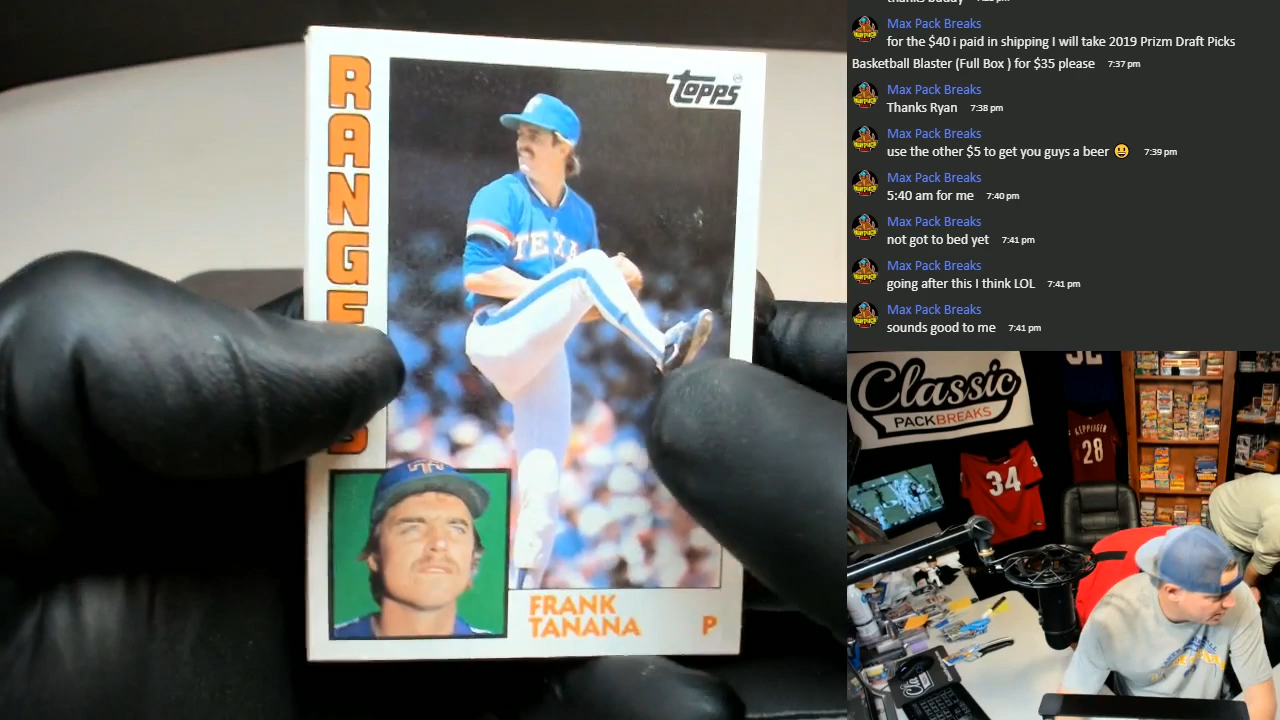 RANGE
Topps
TEXA
FRANK
TANANA
P
Max Pack Breaks
for the $40 i paid in shipping I will take 2019 Prizm Draft Picks
Basketball Blaster (Full Box ) for $35 please 7:37 pm
Max Pack Breaks
Thanks Ryan 7:38 pm
Max Pack Breaks
use the other $5 to get you guys a beer 😀 7:39 pm
Max Pack Breaks
5:40 am for me 7:40 pm
Max Pack Breaks
not got to bed yet 7:41 pm
Max Pack Breaks
going after this I think LOL 7:41 pm
Max Pack Breaks
sounds good to me 7:41 pm
Classic
PACKBREAKS
34
KEPPINGER
28
Classic